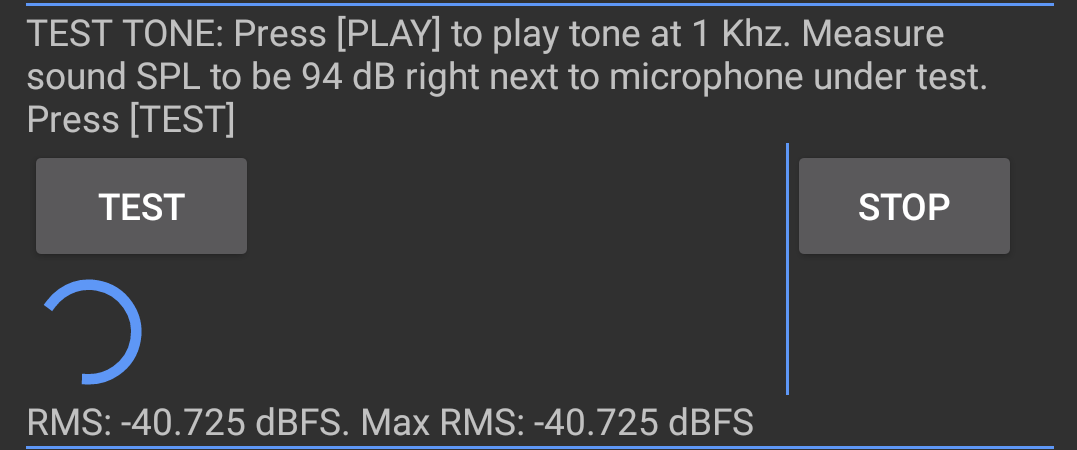 TEST TONE: Press [PLAY] to play tone at 1 Khz. Measure
sound SPL to be 94 dB right next to microphone under test.
Press [TEST]
TEST
STOP
RMS: -40.725 dBFS. Max RMS: -40.725 dBFS